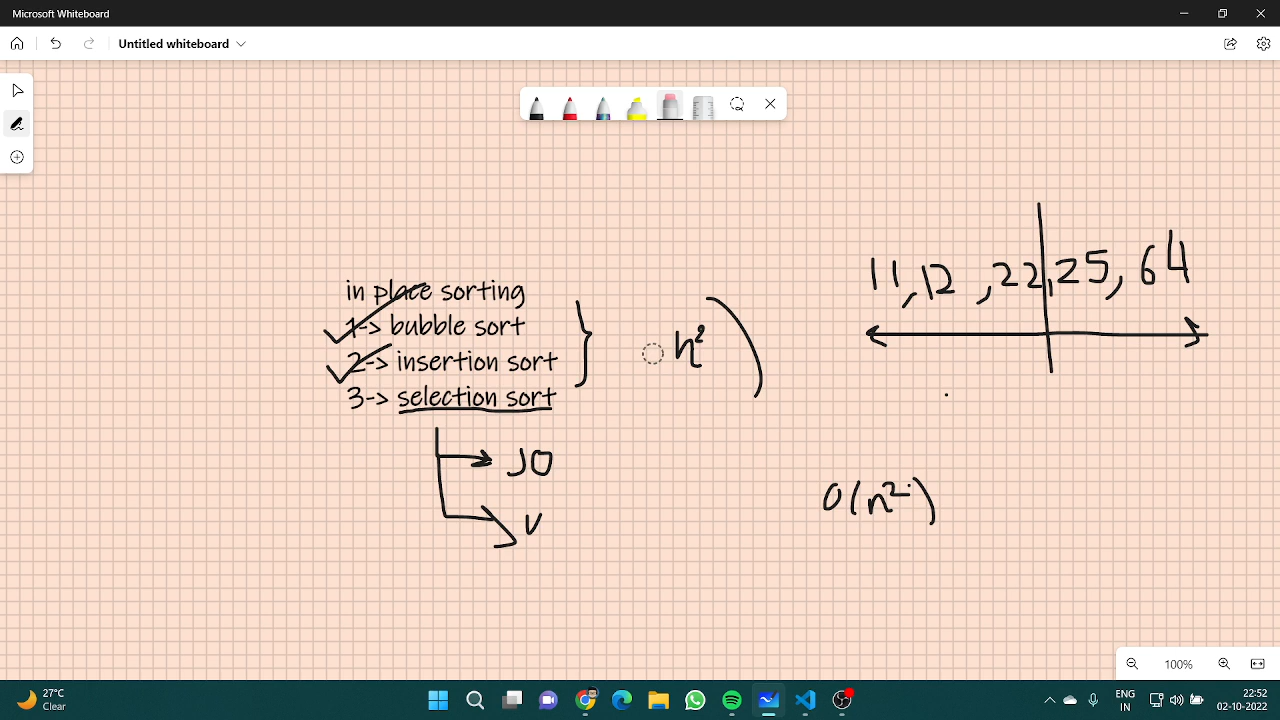 Microsoft Whiteboard
Untitled whiteboard
11,12 ,22,25, 64
in place sorting
1-> bubble sort
2-> insertion sort
3-> selection sort
n²)
JO
V
O(n²)
100%
27°C
Clear
ENG
IN
22:52
02-10-2022